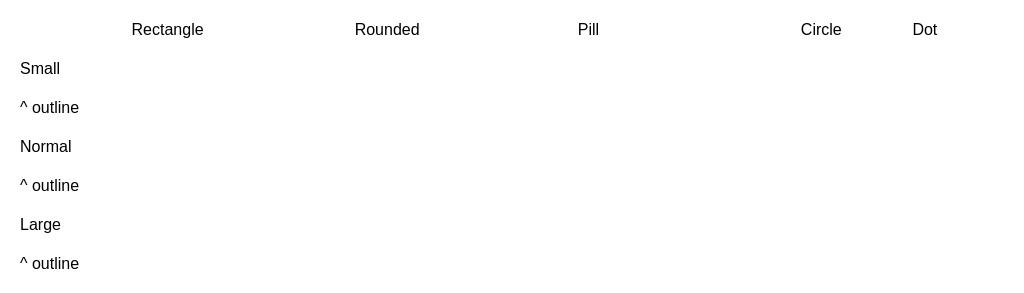 Rectangle Rounded Pill Circle Dot
Small
^ outline
Normal
^ outline
Large
^ outline